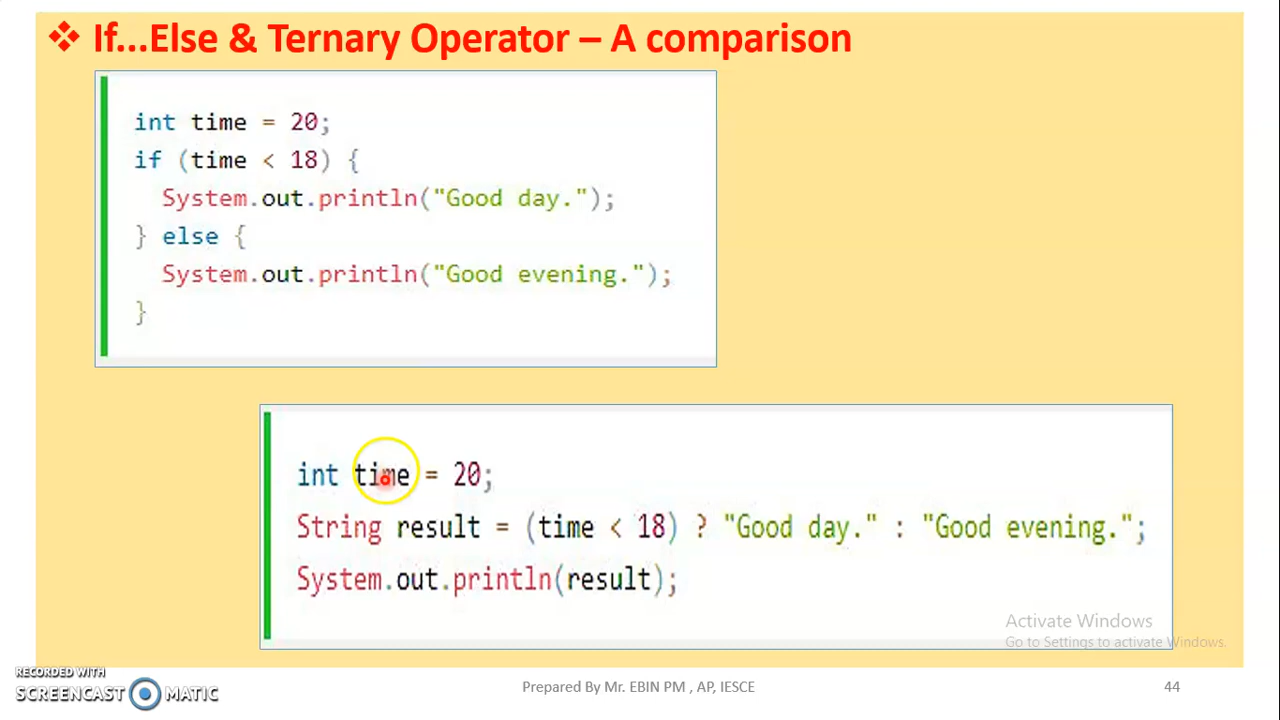 ❖ If...Else & Ternary Operator – A comparison
int time = 20;
if (time < 18) {
  System.out.println("Good day.");
} else {
  System.out.println("Good evening.");
}
int time = 20;
String result = (time < 18) ? "Good day." : "Good evening.";
System.out.println(result);
Activate Windows
Go to Settings to activate Windows.
RECORDED WITH
SCREENCAST MATIC
Prepared By Mr. EBIN PM , AP, IESCE
44